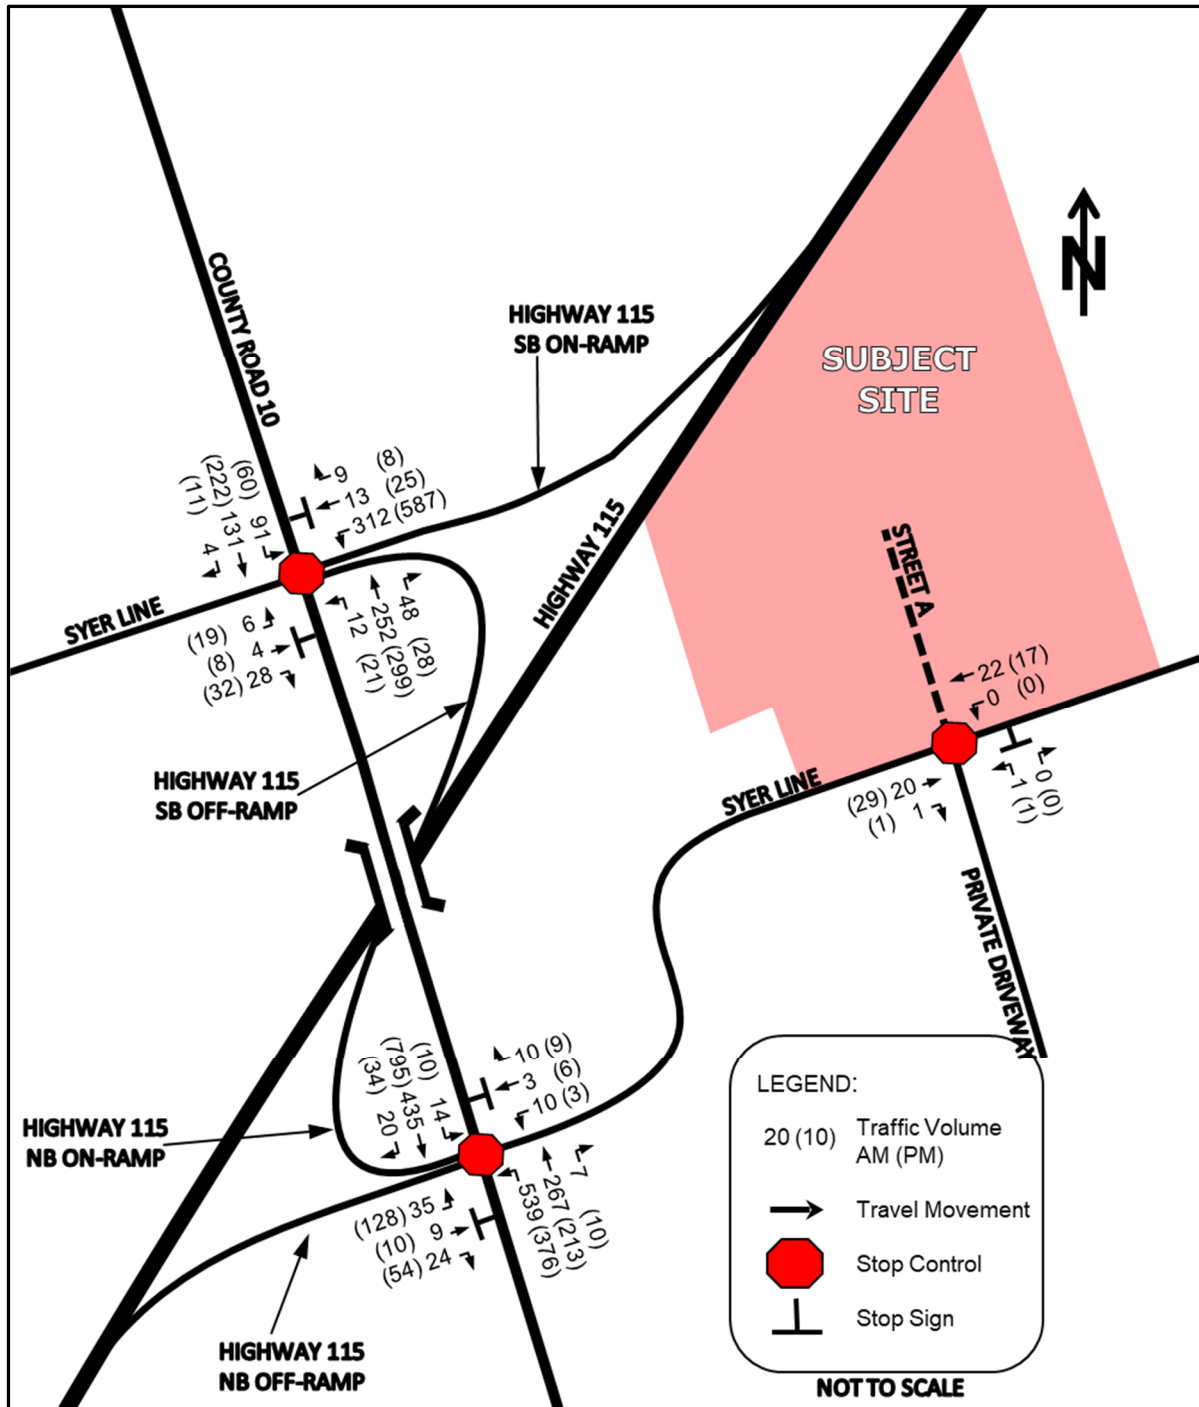 COUNTY ROAD 10
N
HIGHWAY 115
SB ON-RAMP
SUBJECT
SITE
(60)
(222)
(11)
91
131
4
9 (8)
13 (25)
312 (587)
HIGHWAY 115
STREET A
SYER LINE
(19) 6
(8) 4
(32) 28
48 (28)
252 (299)
12 (21)
22 (17)
0 (0)
HIGHWAY 115
SB OFF-RAMP
SYER LINE
(29) 20
(1) 1
0 (0)
1 (1)
PRIVATE DRIVEWAY
(10) 14
(795) 435
(34) 20
10 (9)
3 (6)
10 (3)
HIGHWAY 115
NB ON-RAMP
(128) 35
(10) 9
(54) 24
7 (10)
267 (213)
539 (376)
HIGHWAY 115
NB OFF-RAMP
LEGEND:
20 (10)
Traffic Volume
AM (PM)
Travel Movement
Stop Control
Stop Sign
NOT TO SCALE